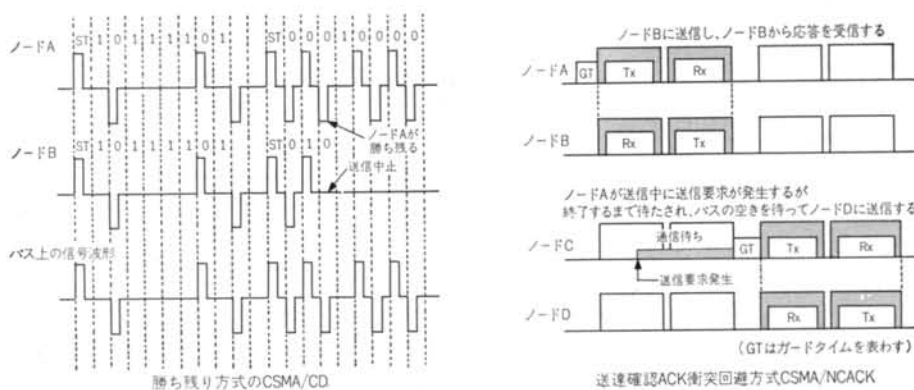 ノードA
ST 1 0 1 1 1 1 0 1 ST 0 0 0 1 0 0 0 0
ノードAが
勝ち残る
ノードB
ST 1 0 1 1 1 1 0 1 ST 0 1 0
送信中止
バス上の信号波形
勝ち残り方式のCSMA/CD
ノードBに送信し、ノードBから応答を受信する
ノードA
GT
Tx
Rx
ノードB
Rx
Tx
ノードAが送信中に送信要求が発生するが
終了するまで待たされ、バスの空きを待ってノードDに送信する
ノードC
通信待ち
GT
Tx
Rx
送信要求発生
ノードD
Rx
Tx
(GTはガードタイムを表わす)
送達確認ACK衝突回避方式CSMA/NCACK